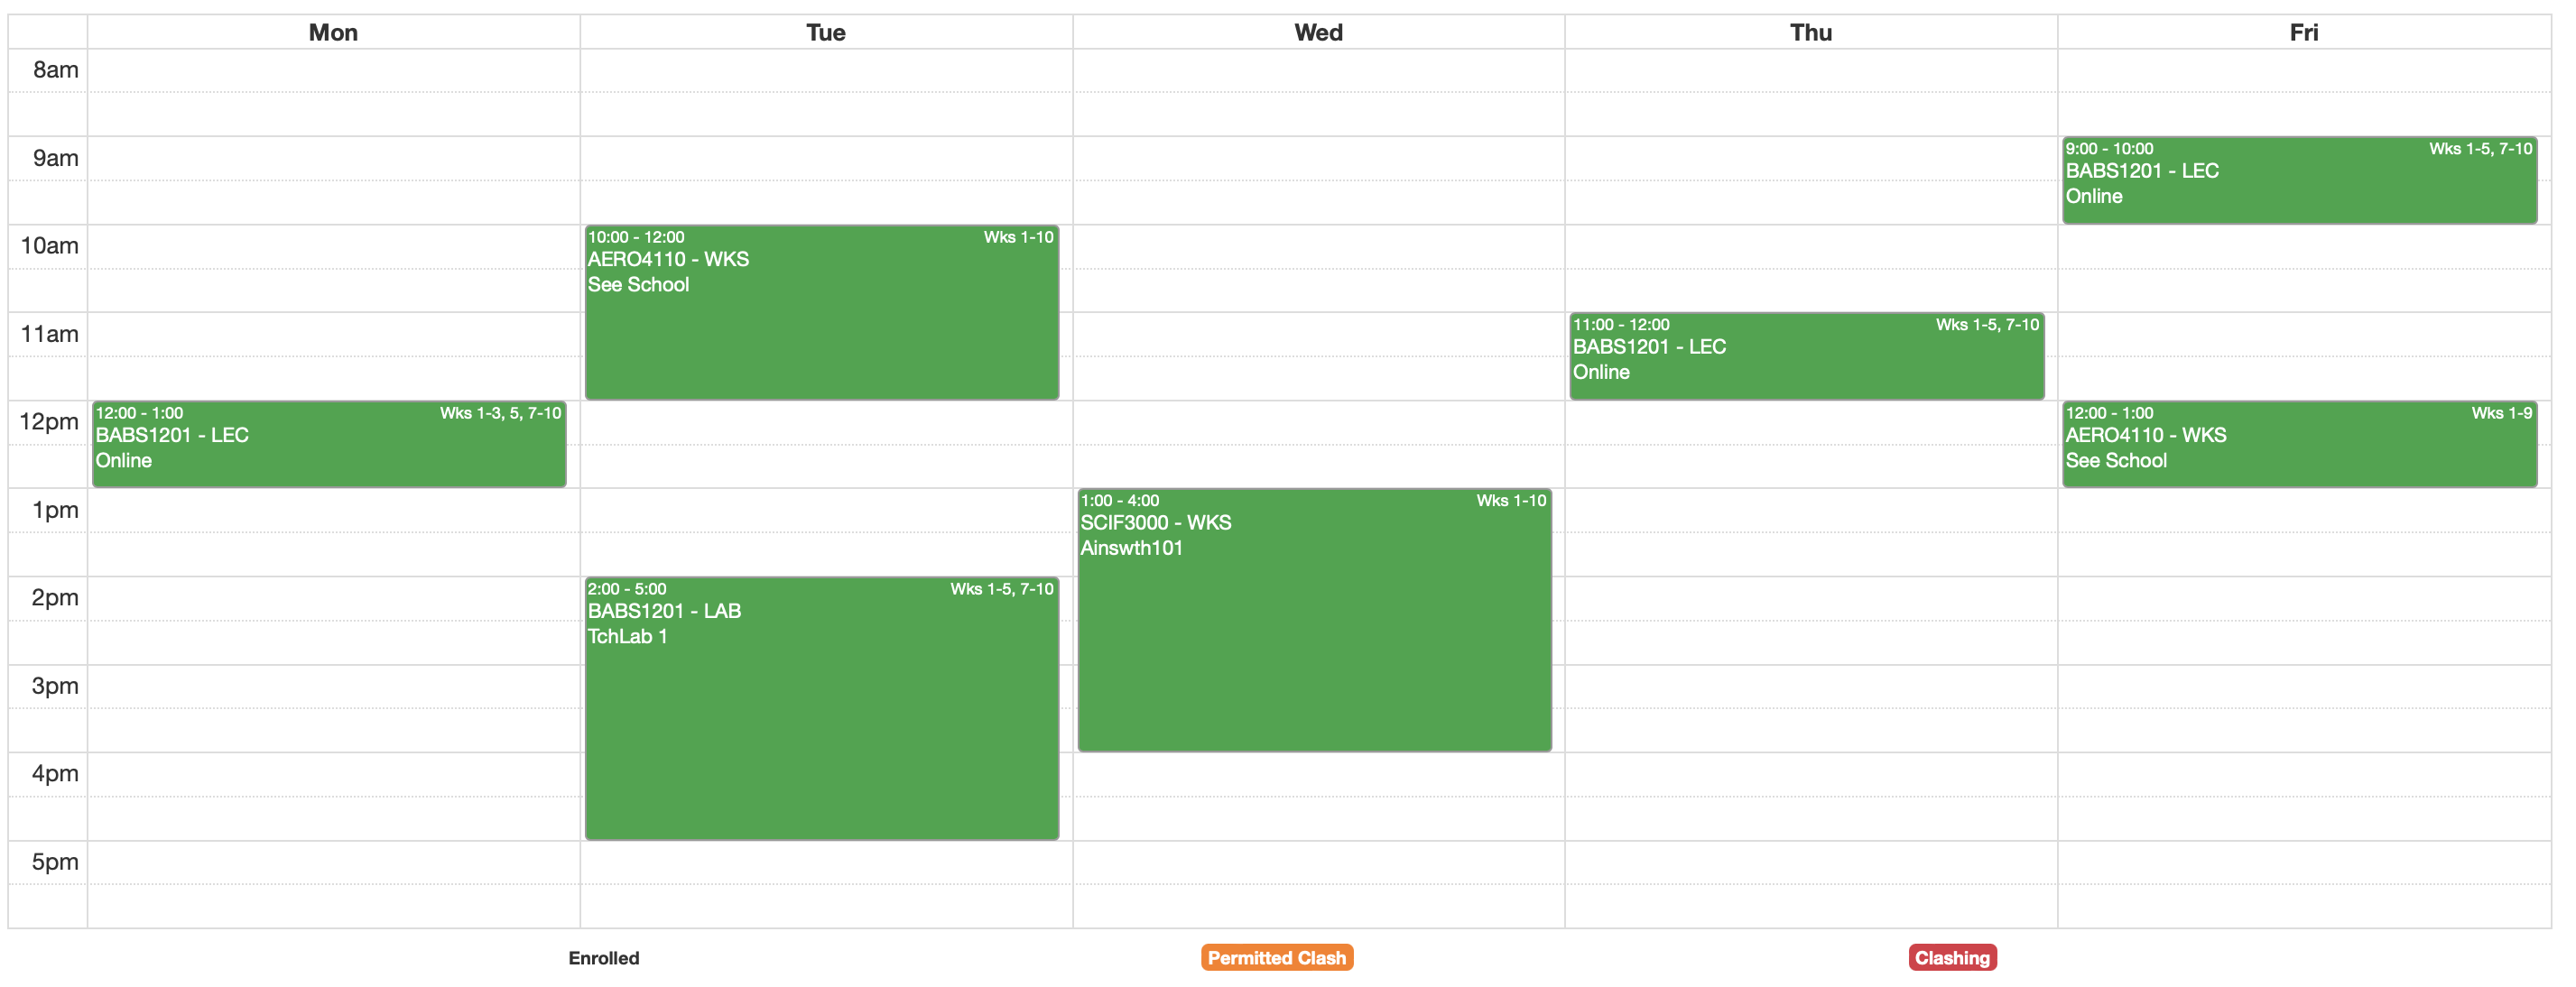 Mon Tue Wed Thu Fri
8am
9am
9:00 - 10:00 Wks 1-5, 7-10
BABS1201 - LEC
Online
10am
10:00 - 12:00 Wks 1-10
AERO4110 - WKS
See School
11am
11:00 - 12:00 Wks 1-5, 7-10
BABS1201 - LEC
Online
12pm
12:00 - 1:00 Wks 1-3, 5, 7-10
BABS1201 - LEC
Online
12:00 - 1:00 Wks 1-9
AERO4110 - WKS
See School
1pm
1:00 - 4:00 Wks 1-10
SCIF3000 - WKS
Ainswth101
2pm
2:00 - 5:00 Wks 1-5, 7-10
BABS1201 - LAB
TchLab 1
3pm
4pm
5pm
Enrolled Permitted Clash Clashing